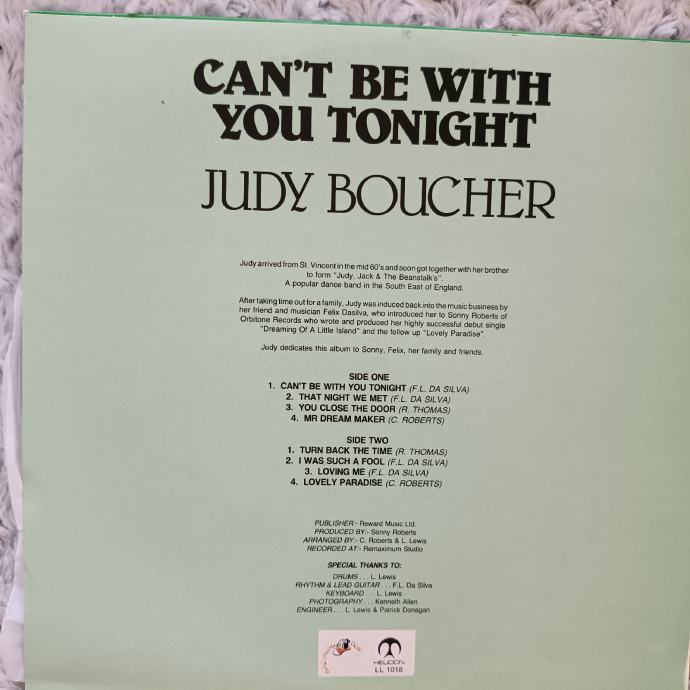 CAN'T BE WITH
YOU TONIGHT
JUDY BOUCHER
Judy arrived from St. Vincent in the mid 60's and soon got together with her brother
to form "Judy, Jack & The Beanstalk's".
A popular dance band in the South East of England.
After taking time out for a family, Judy was induced back into the music business by
her friend and musician Felix Dasilva, who introduced her to Sonny Roberts of
Orbitone Records who wrote and produced her highly successful debut single
"Dreaming Of A Little Island" and the follow up "Lovely Paradise".
Judy dedicates this album to Sonny, Felix, her family and friends.
SIDE ONE
1. CAN'T BE WITH YOU TONIGHT (F.L. DA SILVA)
2. THAT NIGHT WE MET (F.L. DA SILVA)
3. YOU CLOSE THE DOOR (R. THOMAS)
4. MR DREAM MAKER (C. ROBERTS)
SIDE TWO
1. TURN BACK THE TIME (R. THOMAS)
2. I WAS SUCH A FOOL (F.L. DA SILVA)
3. LOVING ME (F.L. DA SILVA)
4. LOVELY PARADISE (C. ROBERTS)
PUBLISHER:- Reward Music Ltd.
PRODUCED BY:- Sonny Roberts
ARRANGED BY:- C. Roberts & L. Lewis
RECORDED AT:- Remaximum Studio
SPECIAL THANKS TO:
DRUMS . . . L. Lewis
RHYTHM & LEAD GUITAR . . . F.L. Da Silva
KEYBOARD . . . L. Lewis
PHOTOGRAPHY . . . Kenneth Allen
ENGINEER . . . L. Lewis & Patrick Donegan
HELICON
LL 1018